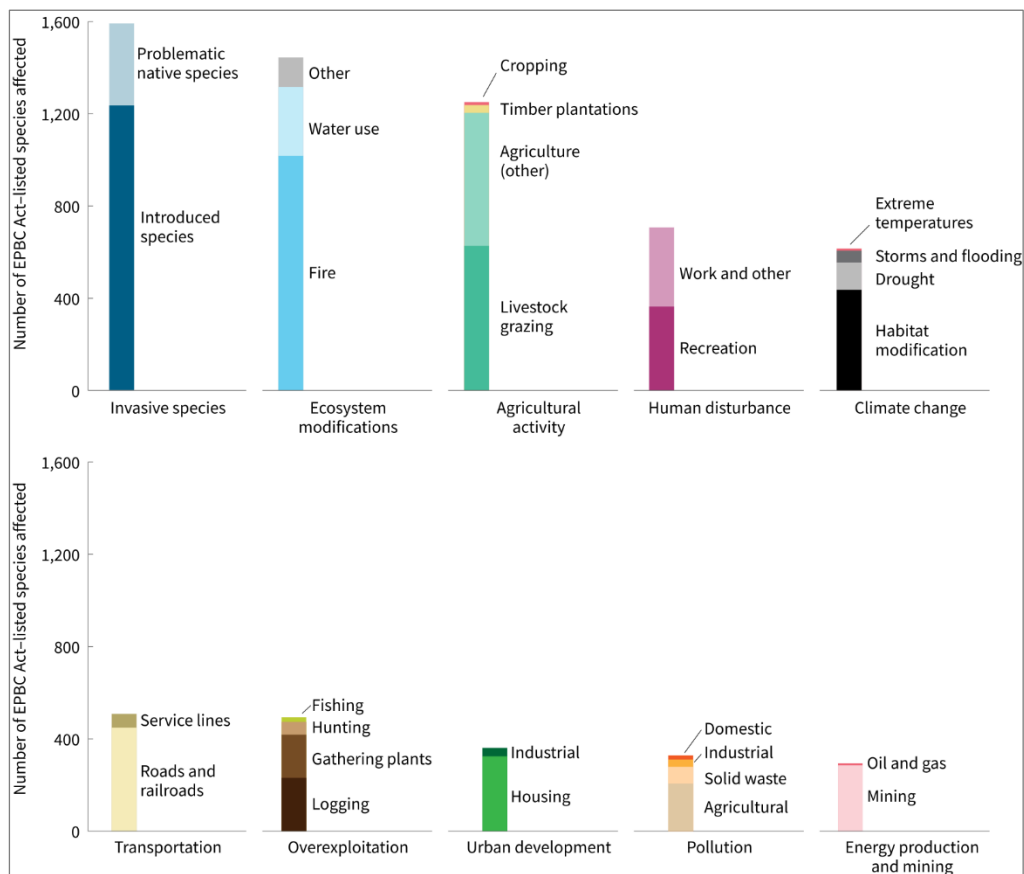 Number of EPBC Act–listed species affected
1,600
1,200
800
400
0
Problematic
native species
Introduced
species
Invasive species
Other
Water use
Fire
Ecosystem
modifications
Cropping
Timber plantations
Agriculture
(other)
Livestock
grazing
Agricultural
activity
Work and other
Recreation
Human disturbance
Extreme
temperatures
Storms and flooding
Drought
Habitat
modification
Climate change
Number of EPBC Act–listed species affected
1,600
1,200
800
400
0
Service lines
Roads and
railroads
Transportation
Fishing
Hunting
Gathering plants
Logging
Overexploitation
Industrial
Housing
Urban development
Domestic
Industrial
Solid waste
Agricultural
Pollution
Oil and gas
Mining
Energy production
and mining